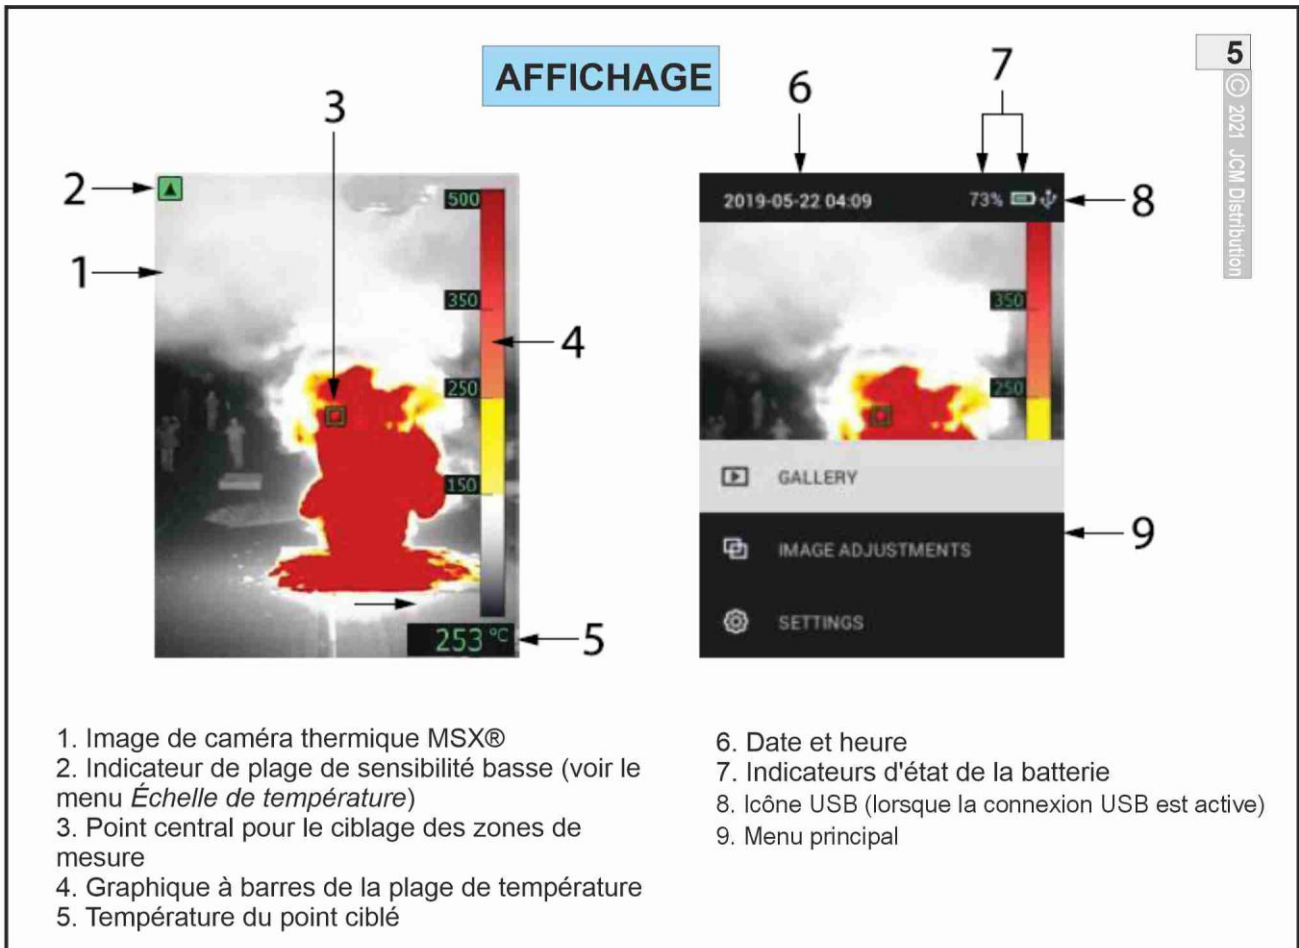 AFFICHAGE
5
© 2021 JCM Distribution
3
2
1
500
350
250
150
4
253 °C
5
6
7
2019-05-22 04:09
73%
8
350
250
GALLERY
IMAGE ADJUSTMENTS
9
SETTINGS
1. Image de caméra thermique MSX®
2. Indicateur de plage de sensibilité basse (voir le
menu Échelle de température)
3. Point central pour le ciblage des zones de
mesure
4. Graphique à barres de la plage de température
5. Température du point ciblé
6. Date et heure
7. Indicateurs d'état de la batterie
8. Icône USB (lorsque la connexion USB est active)
9. Menu principal